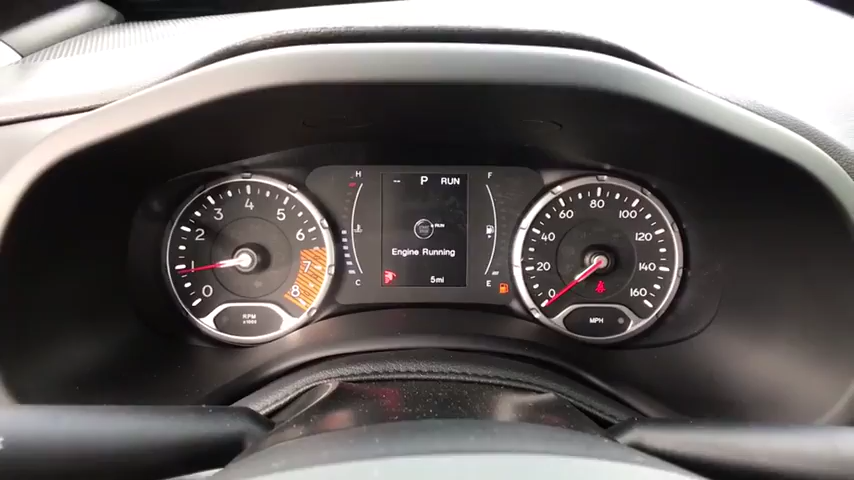 H -- P RUN F
0 1 2 3 4 5 6 7 8
RPM
x1000
RUN
Engine Running
5mi
C E
0 20 40 60 80 100 120 140 160
MPH